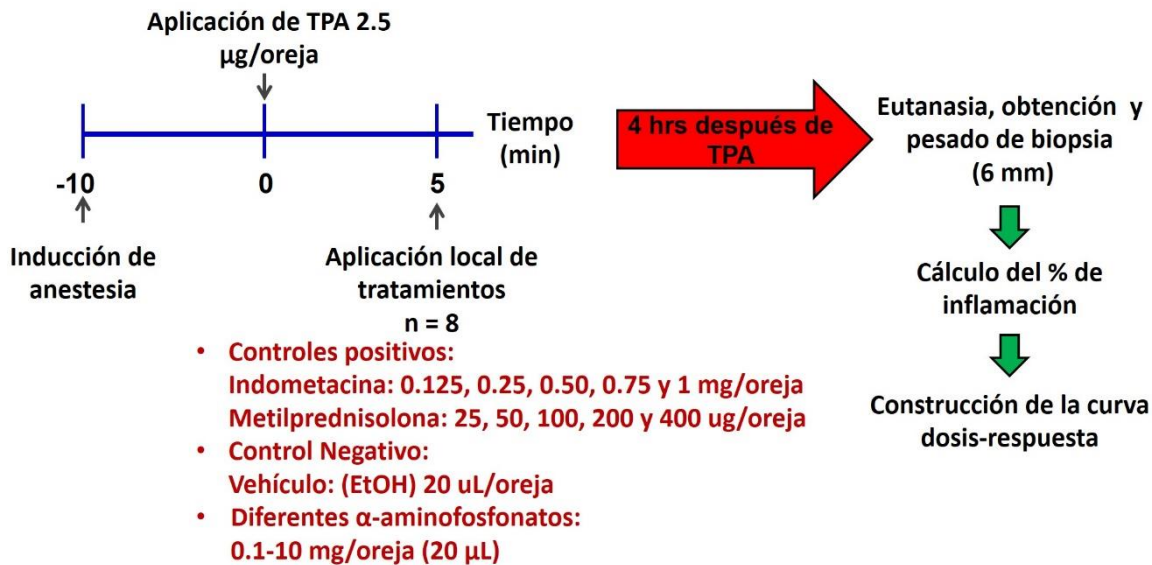 Aplicación de TPA 2.5
µg/oreja
Tiempo
(min)
-10
0
5
Inducción de
anestesia
Aplicación local de
tratamientos
n = 8
• Controles positivos:
Indometacina: 0.125, 0.25, 0.50, 0.75 y 1 mg/oreja
Metilprednisolona: 25, 50, 100, 200 y 400 ug/oreja
• Control Negativo:
Vehículo: (EtOH) 20 uL/oreja
• Diferentes α-aminofosfonatos:
0.1-10 mg/oreja (20 µL)
4 hrs después de
TPA
Eutanasia, obtención y
pesado de biopsia
(6 mm)
Cálculo del % de
inflamación
Construcción de la curva
dosis-respuesta